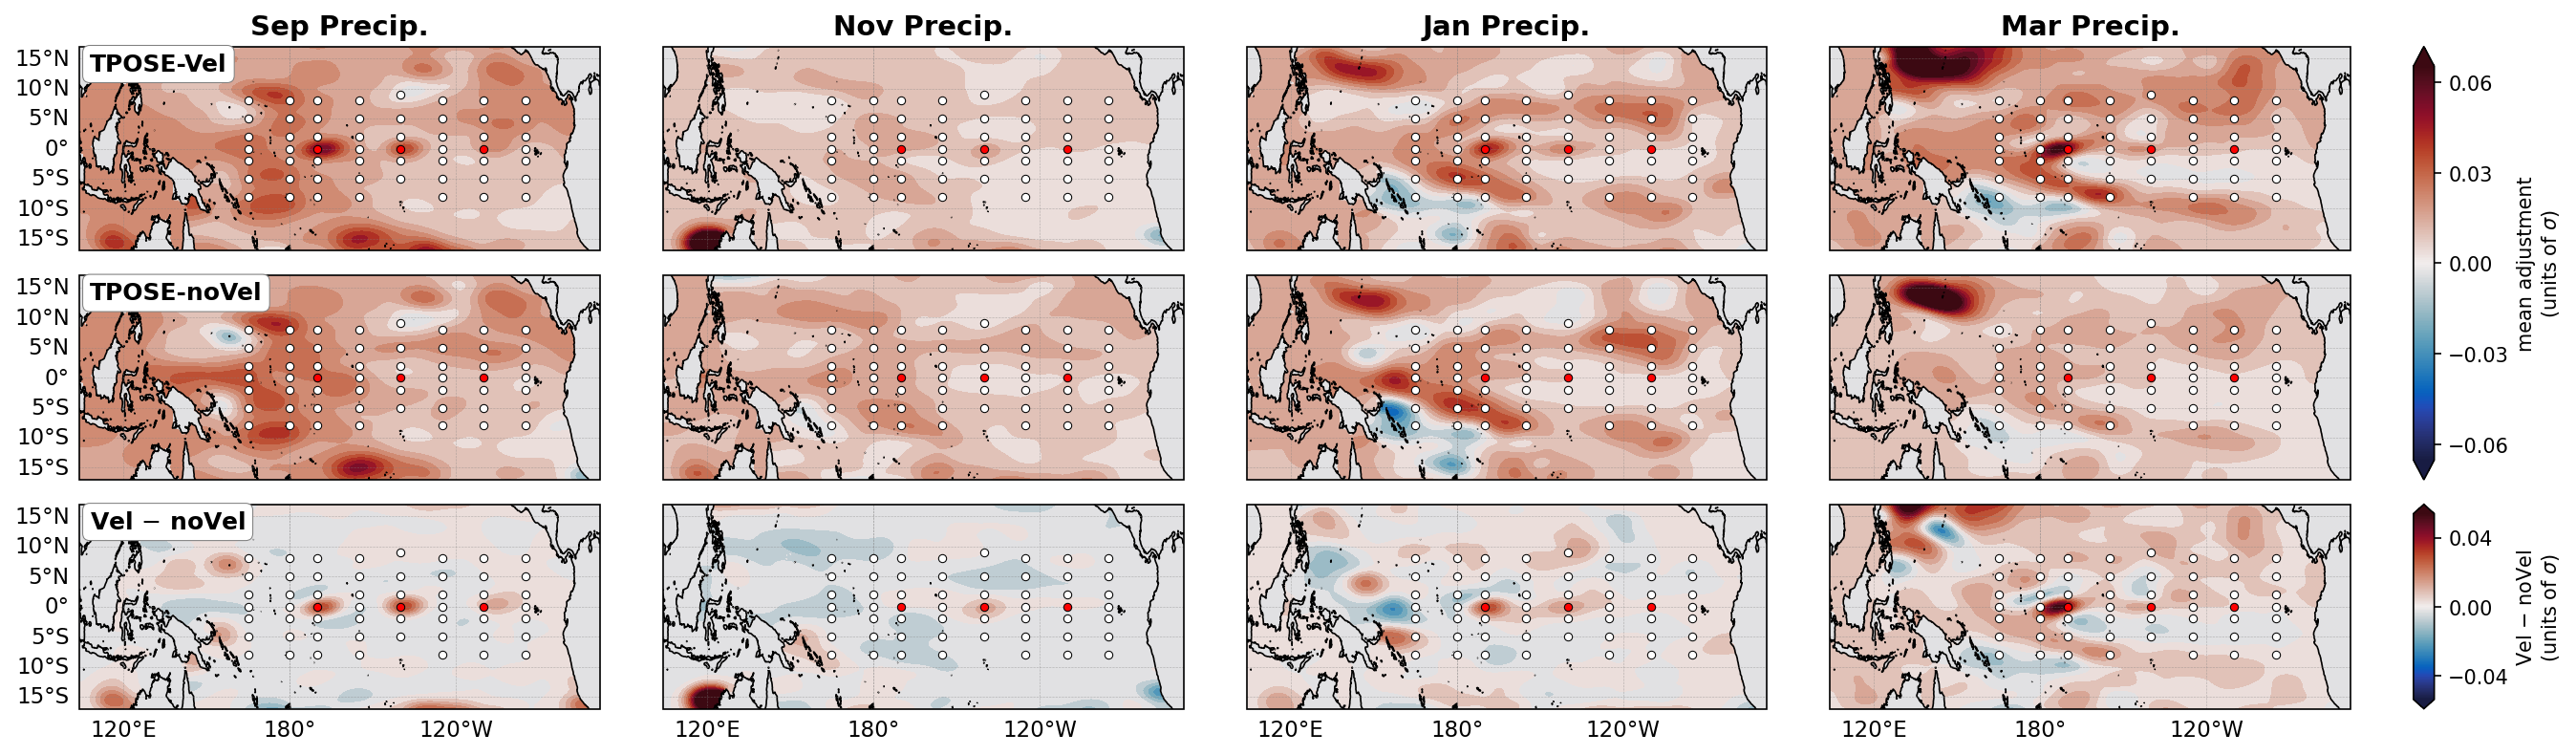 Sep Precip.
Nov Precip.
Jan Precip.
Mar Precip.
TPOSE-Vel
15°N
10°N
5°N
0°
5°S
10°S
15°S
TPOSE-noVel
15°N
10°N
5°N
0°
5°S
10°S
15°S
Vel − noVel
15°N
10°N
5°N
0°
5°S
10°S
15°S
120°E
180°
120°W
120°E
180°
120°W
120°E
180°
120°W
120°E
180°
120°W
0.06
0.03
0.00
−0.03
−0.06
mean adjustment
(units of σ)
0.04
0.00
−0.04
Vel − noVel
(units of σ)